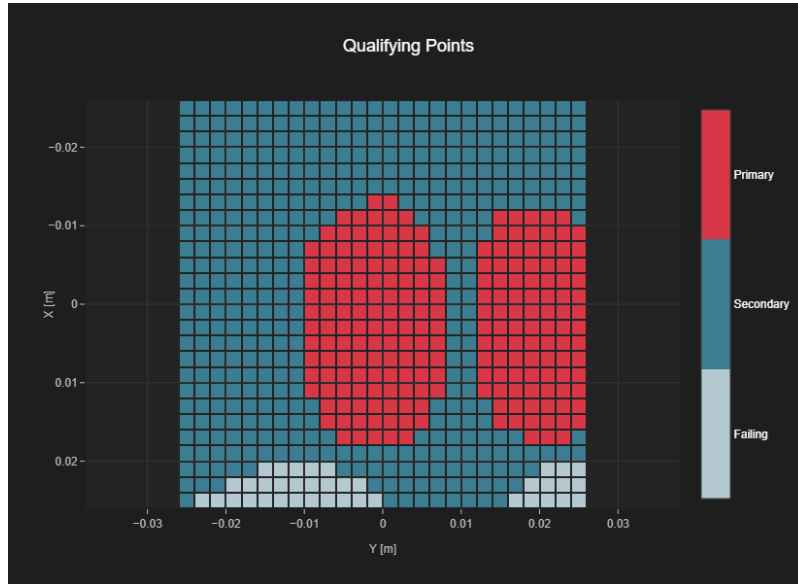 Qualifying Points
Primary
Secondary
Failing
X [m]
−0.02
−0.01
0
0.01
0.02
−0.03
−0.02
−0.01
0
0.01
0.02
0.03
Y [m]